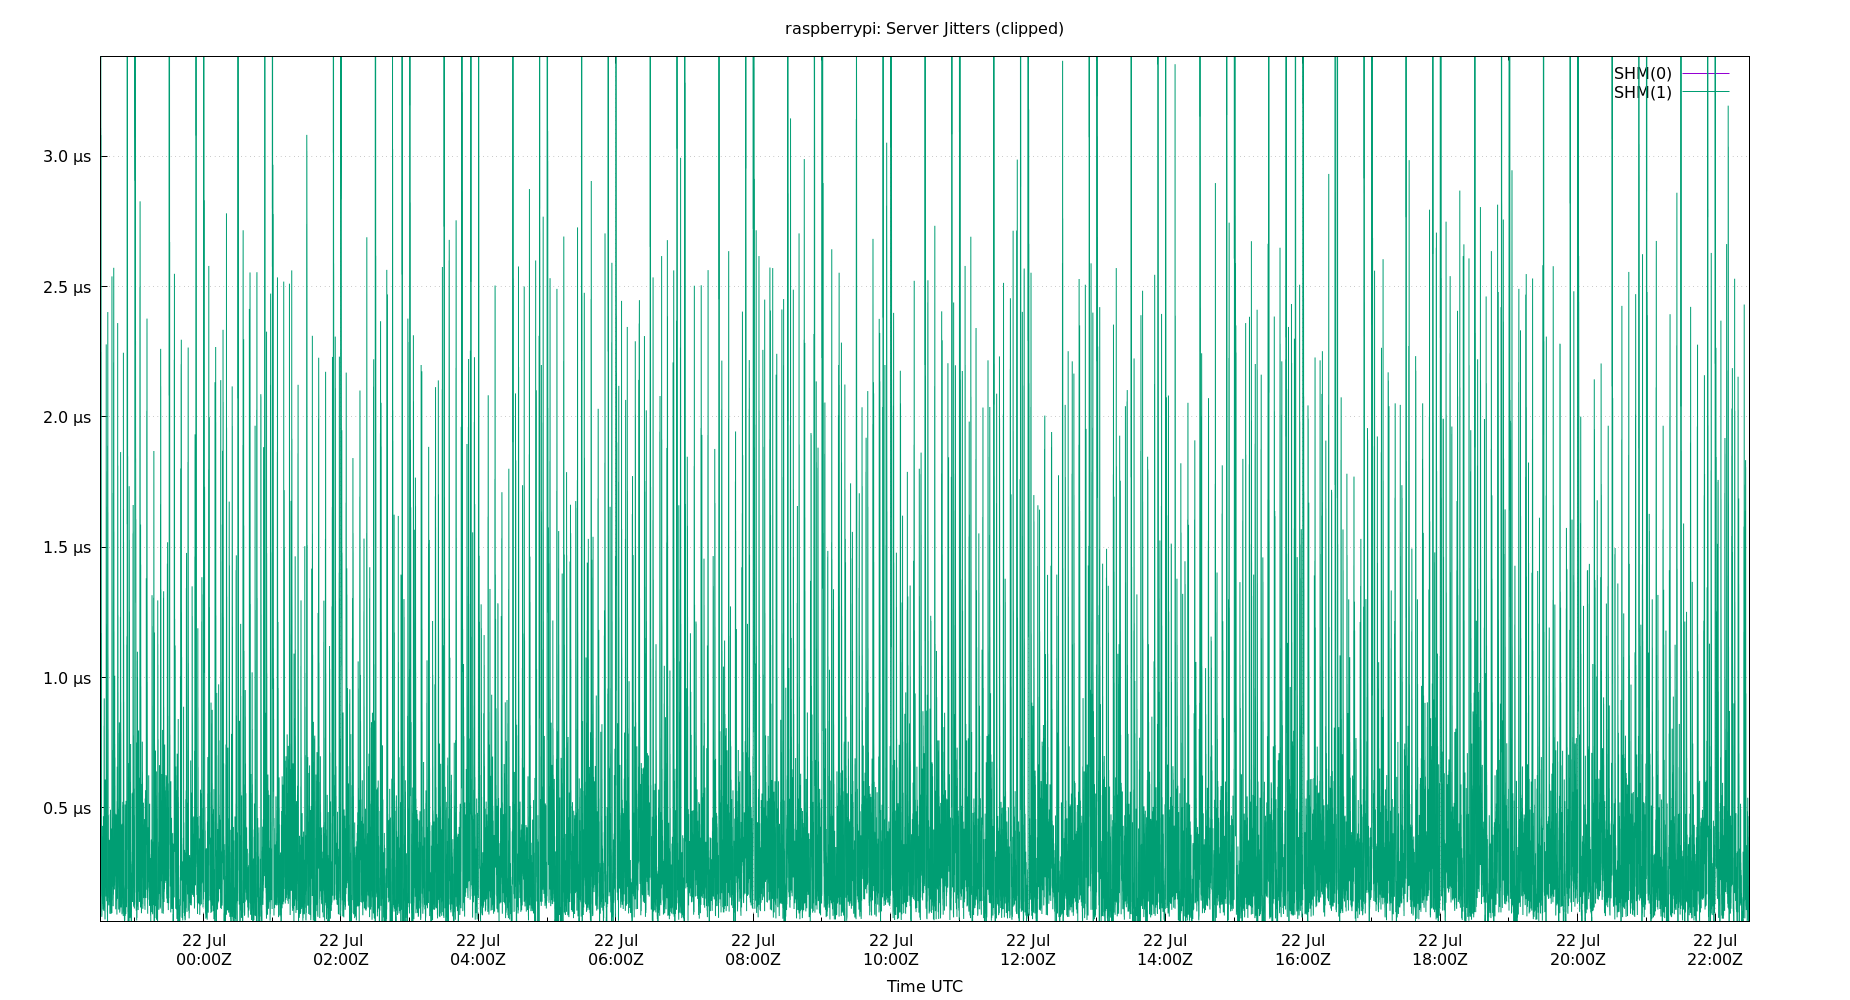 raspberrypi: Server Jitters (clipped)
SHM(0)
SHM(1)
3.0 µs
2.5 µs
2.0 µs
1.5 µs
1.0 µs
0.5 µs
22 Jul 22 Jul 22 Jul 22 Jul 22 Jul 22 Jul 22 Jul 22 Jul 22 Jul 22 Jul 22 Jul 22 Jul
00:00Z 02:00Z 04:00Z 06:00Z 08:00Z 10:00Z 12:00Z 14:00Z 16:00Z 18:00Z 20:00Z 22:00Z
Time UTC